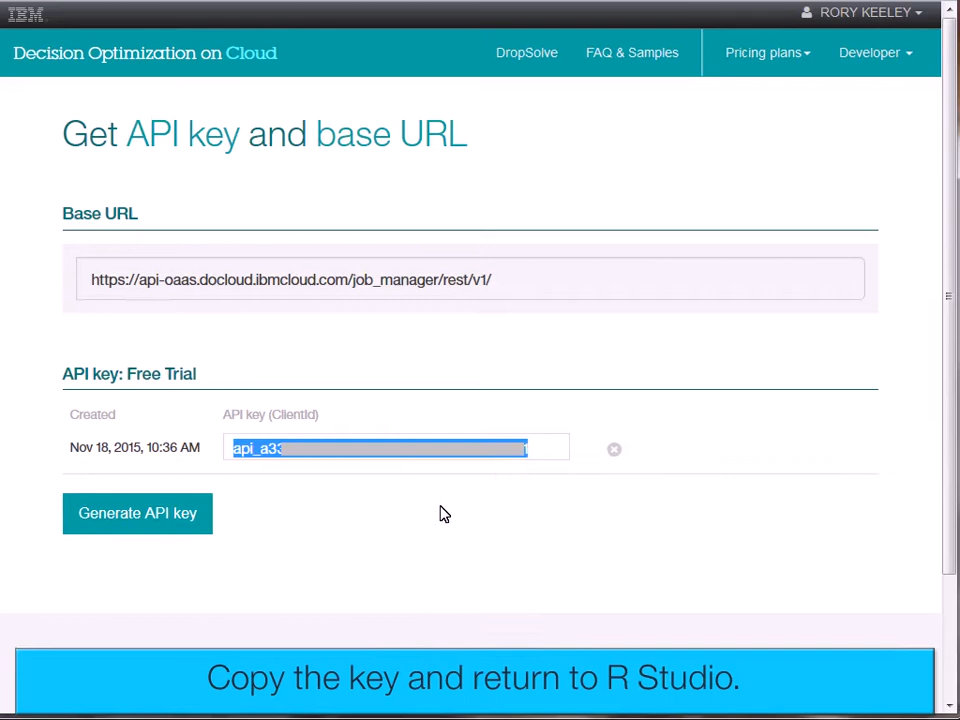 IBM
RORY KEELEY
Decision Optimization on Cloud
DropSolve
FAQ & Samples
Pricing plans
Developer
Get API key and base URL
Base URL
https://api-oaas.docloud.ibmcloud.com/job_manager/rest/v1/
API key: Free Trial
Created
API key (ClientId)
Nov 18, 2015, 10:36 AM
api_a33
Generate API key
Copy the key and return to R Studio.